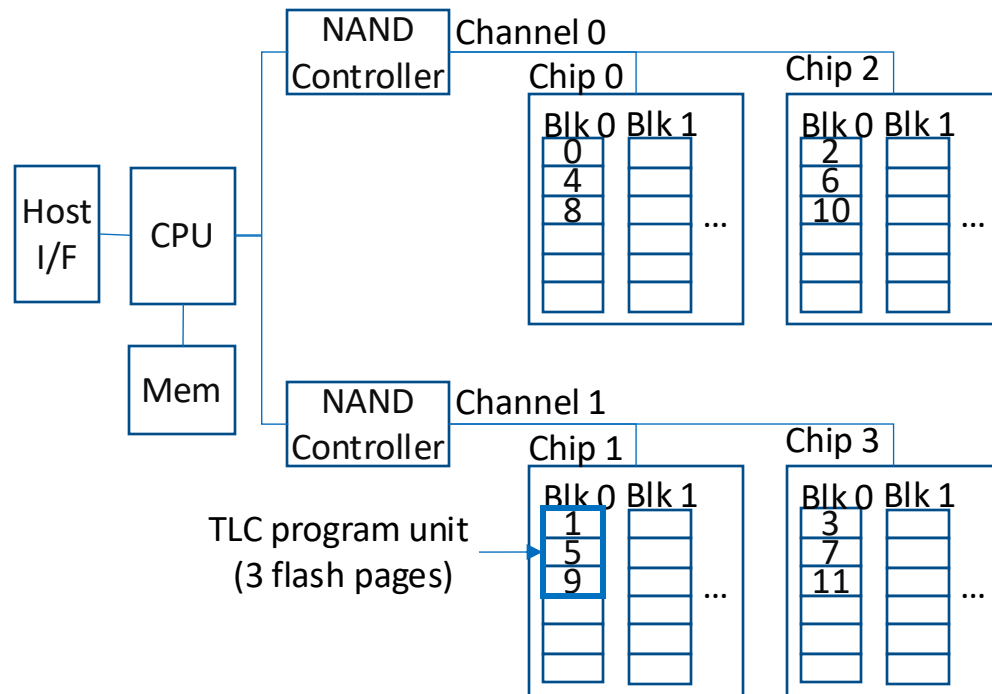 NAND
Controller
Channel 0
Chip 0
Chip 2
Blk 0 Blk 1
0
4
8
...
Blk 0 Blk 1
2
6
10
...
Host
I/F
CPU
Mem
NAND
Controller
Channel 1
Chip 1
Chip 3
Blk 0 Blk 1
1
5
9
...
Blk 0 Blk 1
3
7
11
...
TLC program unit
(3 flash pages)